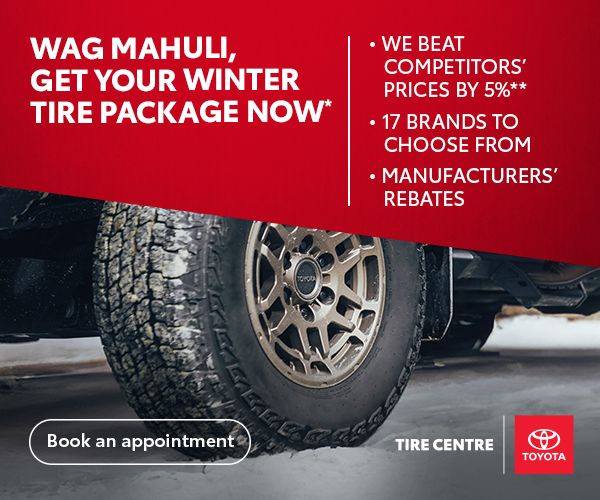 WAG MAHULI,
GET YOUR WINTER
TIRE PACKAGE NOW*
• WE BEAT
COMPETITORS'
PRICES BY 5%**
• 17 BRANDS TO
CHOOSE FROM
• MANUFACTURERS'
REBATES
TOYOTA
Book an appointment
TIRE CENTRE
TOYOTA